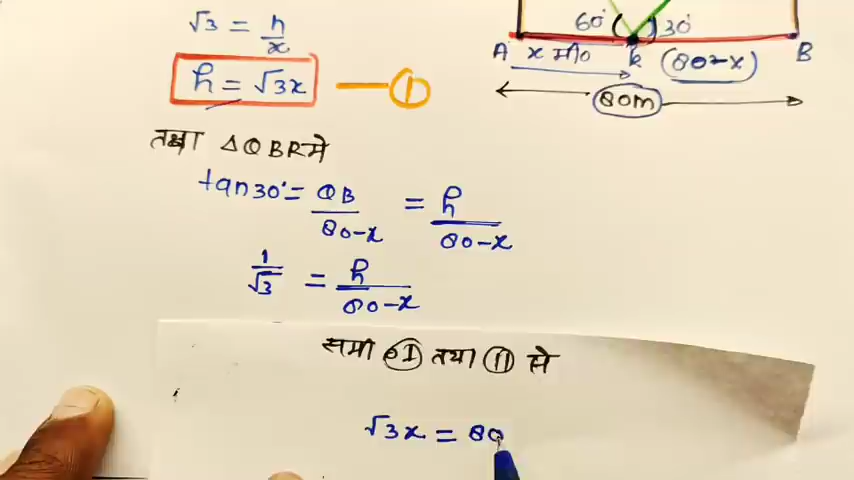 √3 = h/x
h = √3x — ①
60° 30°
A x मी० R (80-x) B
80m
तथा ΔQBR मे
tan30° = QB/80-x = h/80-x
1/√3 = h/80-x
समी० Ⓘ तथा Ⓘⓘ से
√3x = 80